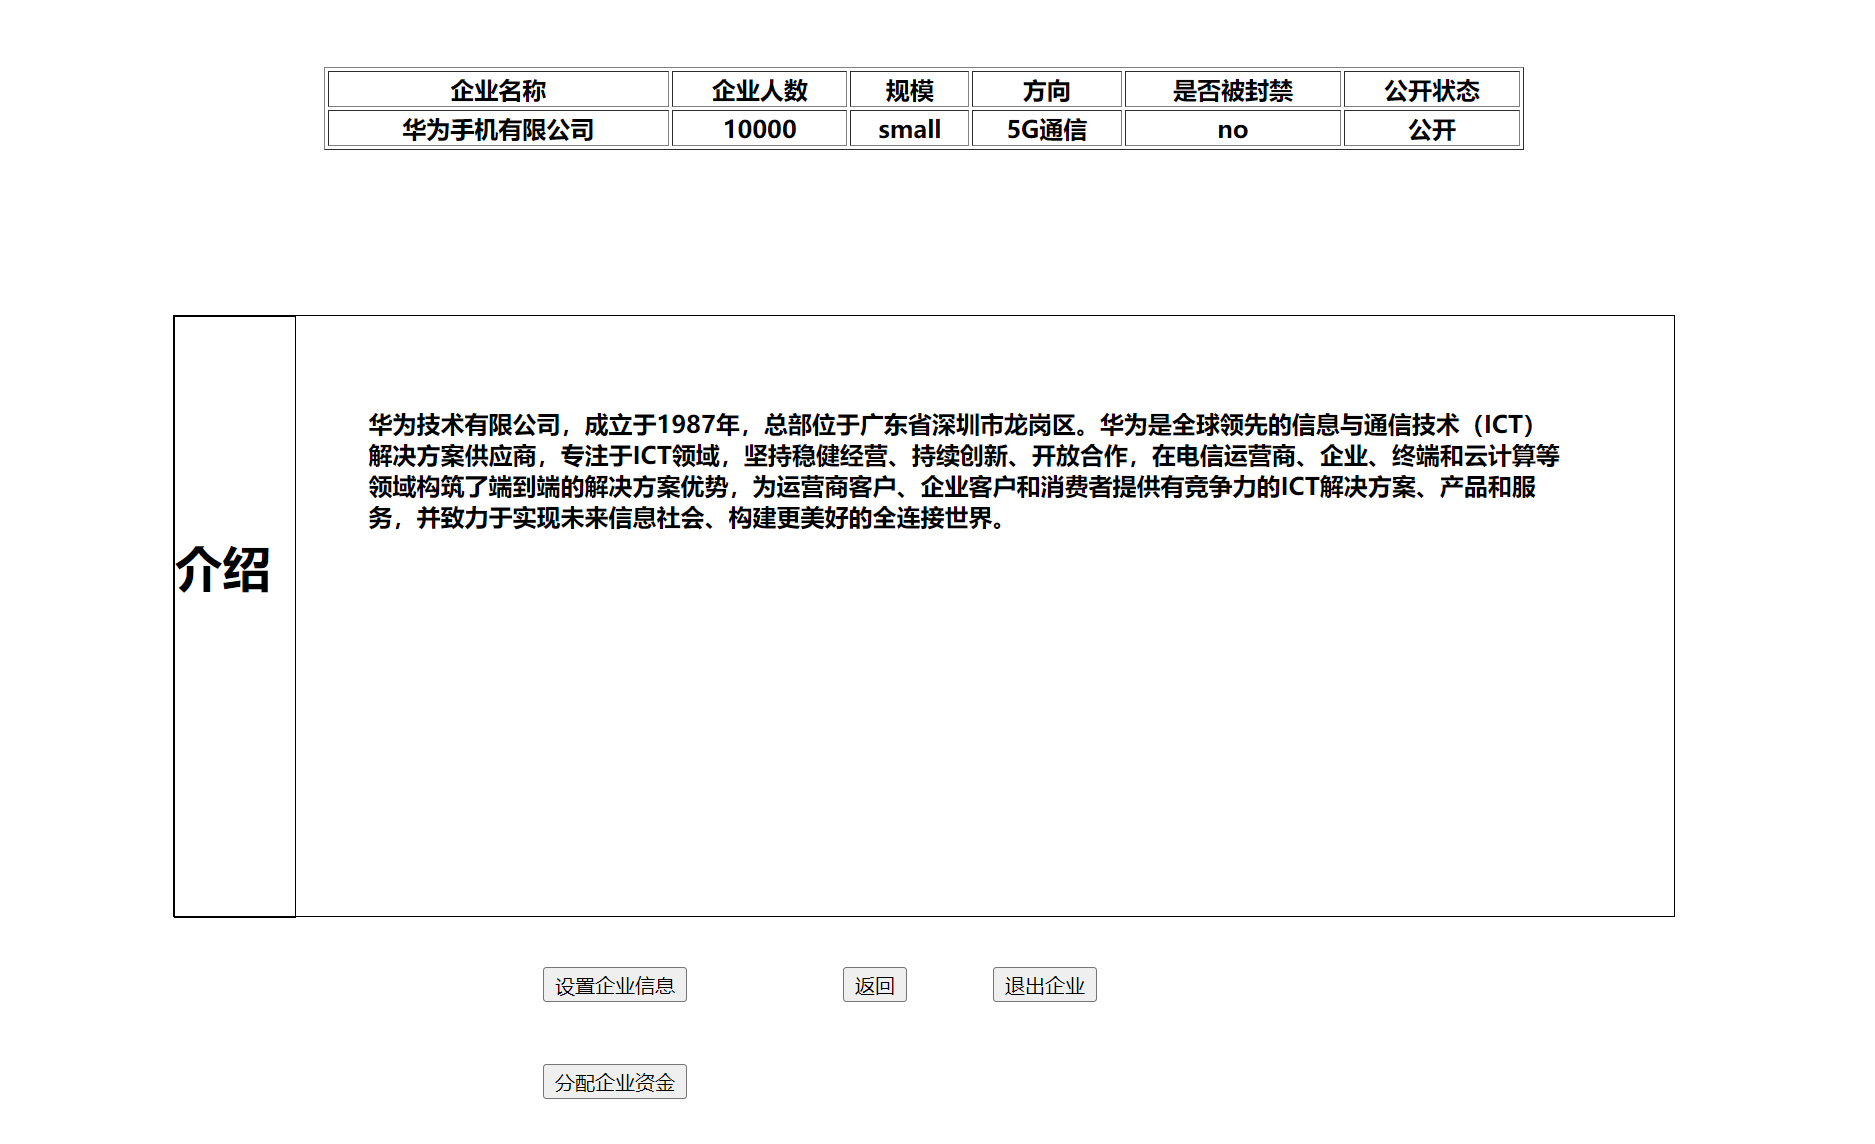 企业名称 企业人数 规模 方向 是否被封禁 公开状态
华为手机有限公司 10000 small 5G通信 no 公开
华为技术有限公司，成立于1987年，总部位于广东省深圳市龙岗区。华为是全球领先的信息与通信技术（ICT）
解决方案供应商，专注于ICT领域，坚持稳健经营、持续创新、开放合作，在电信运营商、企业、终端和云计算等
领域构筑了端到端的解决方案优势，为运营商客户、企业客户和消费者提供有竞争力的ICT解决方案、产品和服
务，并致力于实现未来信息社会、构建更美好的全连接世界。
介绍
设置企业信息 返回 退出企业
分配企业资金